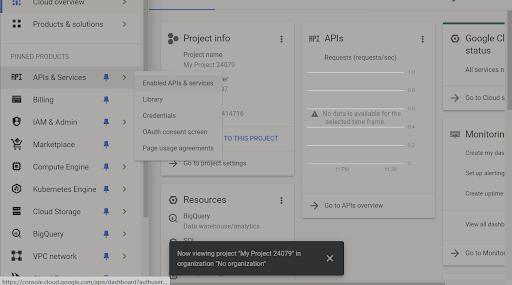 Cloud overview
Products & solutions
PINNED PRODUCTS
APIs & Services
Billing
IAM & Admin
Marketplace
Compute Engine
Kubernetes Engine
Cloud Storage
BigQuery
VPC network
Enabled APIs & services
Library
Credentials
OAuth consent screen
Page usage agreements
Project info
Project name
My Project 24079
414716
TO THIS PROJECT
Go to project settings
Resources
BigQuery
Data warehouse/analytics
SQL
API APIs
Requests (requests/sec)
1.0
0.8
0.6
0.4
0.2
0
No data is available for the
selected time frame.
11 PM
11:30
Go to APIs overview
Google Cl
status
All services n
Go to Cloud s
Monitorin
Create my das
Set up alerting
Create uptime
View all dashb
Go to Monitor
Now viewing project "My Project 24079" in
organization "No organization"
https://console.cloud.google.com/apis/dashboard?authuser...